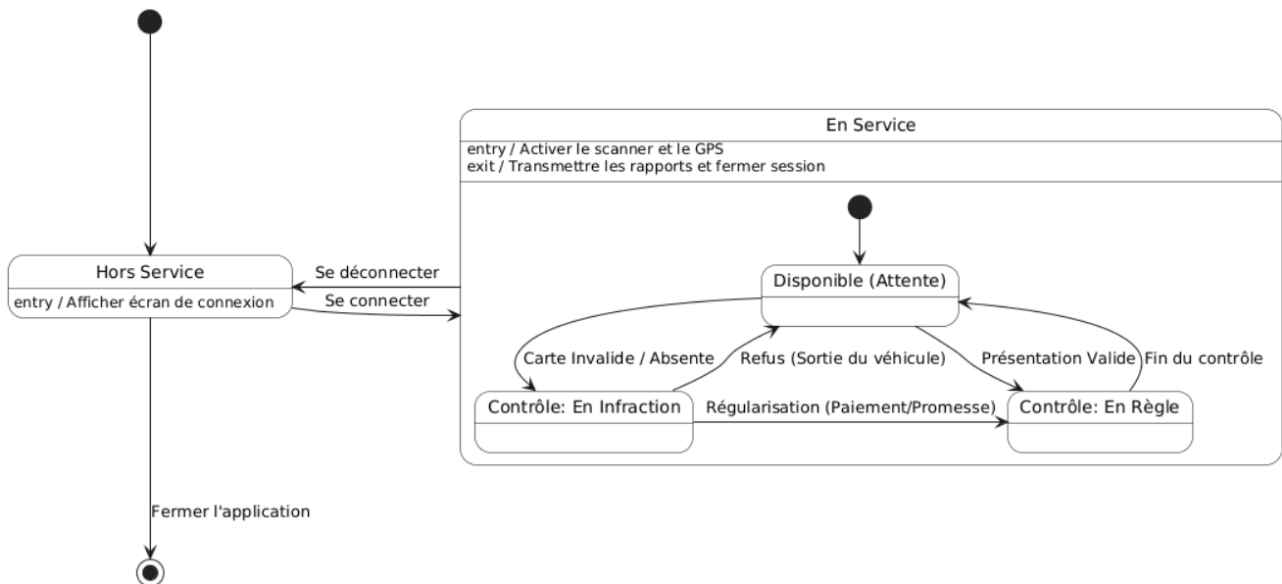 En Service
entry / Activer le scanner et le GPS
exit / Transmettre les rapports et fermer session
Hors Service
entry / Afficher écran de connexion
Se déconnecter
Se connecter
Disponible (Attente)
Carte Invalide / Absente
Refus (Sortie du véhicule)
Présentation Valide
Fin du contrôle
Contrôle: En Infraction
Régularisation (Paiement/Promesse)
Contrôle: En Règle
Fermer l'application